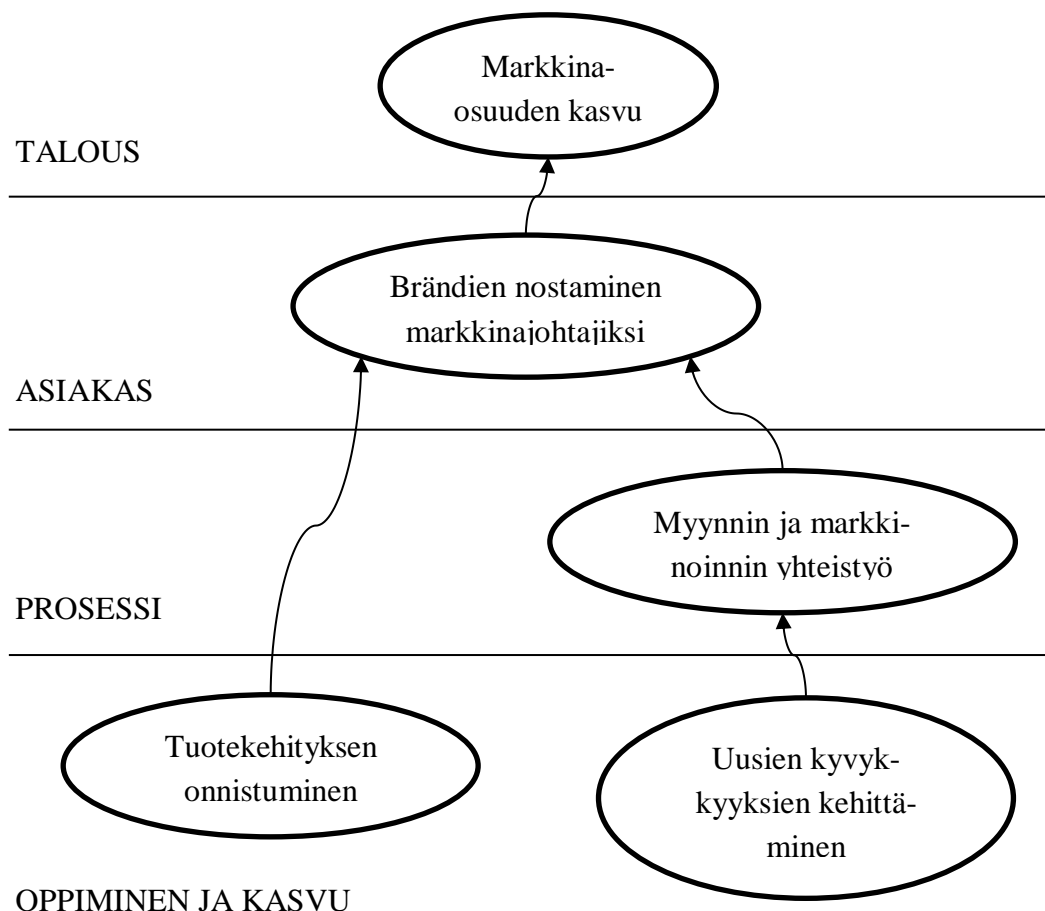 Markkina-
osuuden kasvu
TALOUS
Brändien nostaminen
markkinajohtajiksi
ASIAKAS
Myynnin ja markki-
noinnin yhteistyö
PROSESSI
Tuotekehityksen
onnistuminen
Uusien kyvyk-
kyyksien kehittä-
minen
OPPIMINEN JA KASVU